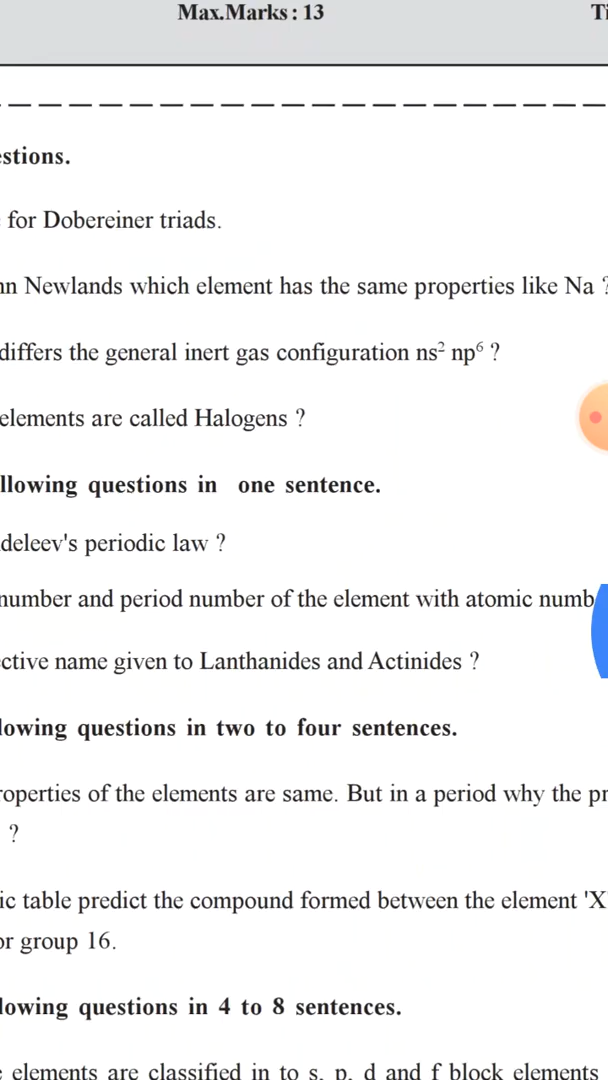 Max.Marks : 13
estions.
for Dobereiner triads.
Newlands which element has the same properties like Na ?
differs the general inert gas configuration ns² np⁶ ?
elements are called Halogens ?
llowing questions in one sentence.
deleev's periodic law ?
number and period number of the element with atomic numb
ctive name given to Lanthanides and Actinides ?
lowing questions in two to four sentences.
roperties of the elements are same. But in a period why the pr
?
ic table predict the compound formed between the element 'X'
or group 16.
lowing questions in 4 to 8 sentences.
elements are classified in to s, p, d and f block elements